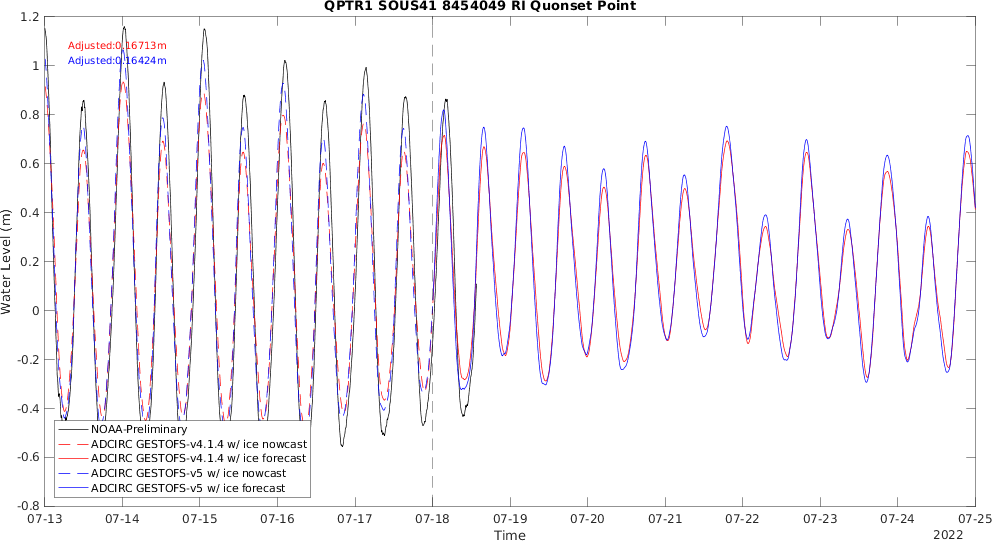 QPTR1 SOUS41 8454049 RI Quonset Point
1.2
1
0.8
0.6
0.4
0.2
0
-0.2
-0.4
-0.6
-0.8
Water Level (m)
Adjusted:0.16713m
Adjusted:0.16424m
NOAA-Preliminary
ADCIRC GESTOFS-v4.1.4 w/ ice nowcast
ADCIRC GESTOFS-v4.1.4 w/ ice forecast
ADCIRC GESTOFS-v5 w/ ice nowcast
ADCIRC GESTOFS-v5 w/ ice forecast
07-13 07-14 07-15 07-16 07-17 07-18 07-19 07-20 07-21 07-22 07-23 07-24 07-25
Time
2022